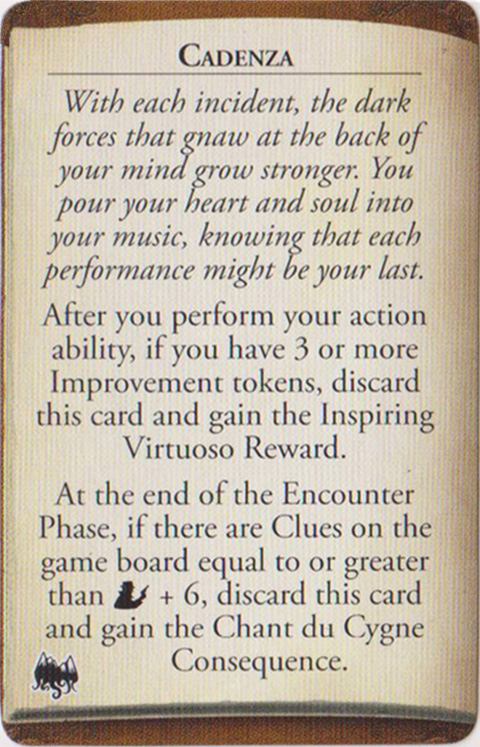 CADENZA
With each incident, the dark
forces that gnaw at the back of
your mind grow stronger. You
pour your heart and soul into
your music, knowing that each
performance might be your last.
After you perform your action
ability, if you have 3 or more
Improvement tokens, discard
this card and gain the Inspiring
Virtuoso Reward.
At the end of the Encounter
Phase, if there are Clues on the
game board equal to or greater
than + 6, discard this card
and gain the Chant du Cygne
Consequence.